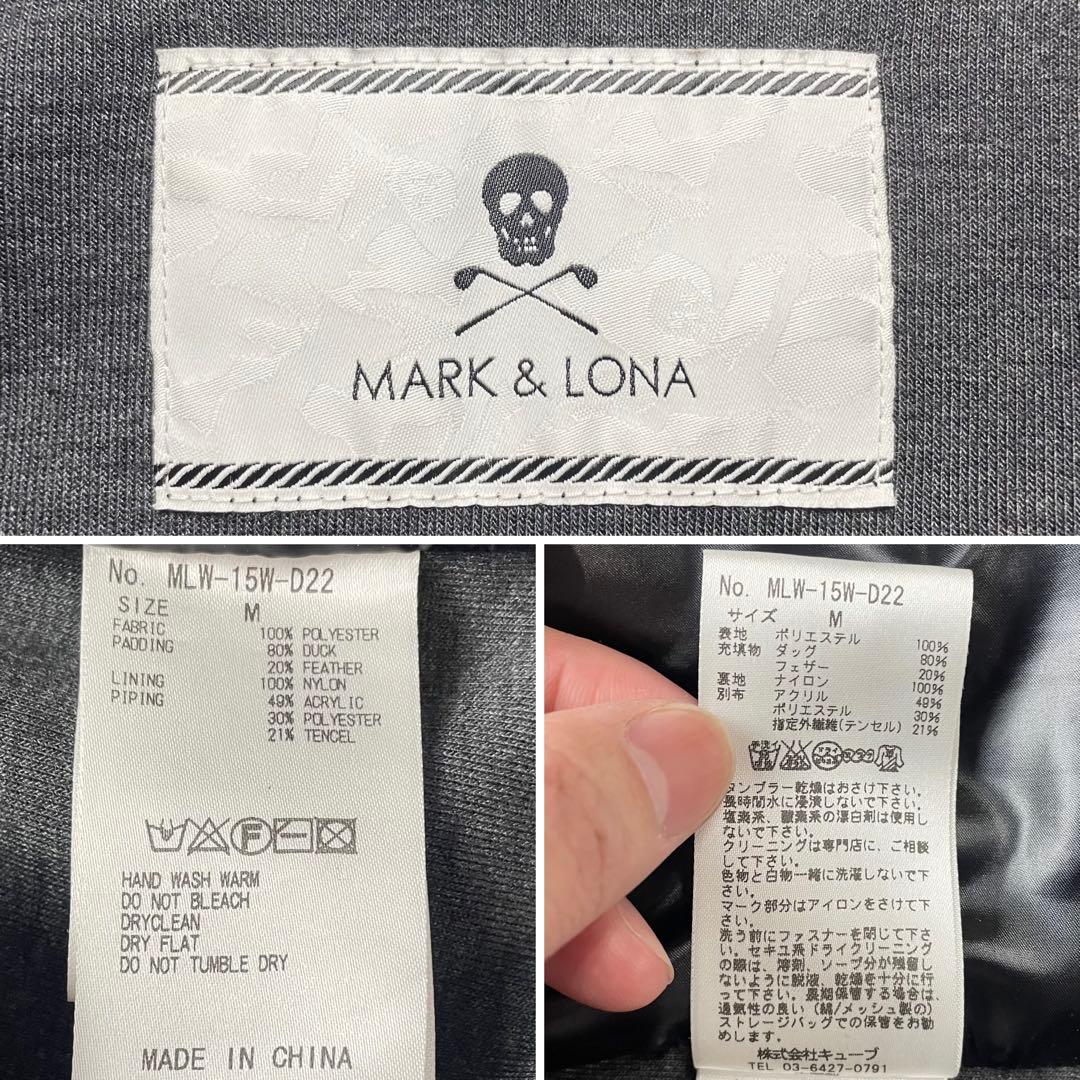 MARK & LONA
No. MLW-15W-D22
SIZE M
FABRIC 100% POLYESTER
PADDING 80% DUCK
20% FEATHER
LINING 100% NYLON
PIPING 49% ACRYLIC
30% POLYESTER
21% TENCEL
F
HAND WASH WARM
DO NOT BLEACH
DRYCLEAN
DRY FLAT
DO NOT TUMBLE DRY
MADE IN CHINA
No. MLW-15W-D22
サイズ M
表地 ポリエステル 100%
充填物 ダッグ 80%
フェザー 20%
裏地 ナイロン 100%
別布 アクリル 49%
ポリエステル 30%
指定外繊維(テンセル) 21%
手洗イ ドライ セキユ系
タンブラー乾燥はおさけ下さい。
長時間水に浸漬しないで下さい。
塩素系、酸素系の漂白剤は使用し
ないで下さい。
クリーニングは専門店に、ご相談
して下さい。
色物と白物一緒に洗濯しないで下
さい。
マーク部分はアイロンをさけて下
さい。
洗う前にファスナーを閉じて下さ
い。セキユ系ドライクリーニング
の際は、溶剤、ソープ分が残留し
ないように脱液、乾燥を十分に行
って下さい。長期保管する場合は、
通気性の良い(綿/メッシュ製の)
ストレージバッグでの保管をお勧
めします。
株式会社キューブ
TEL 03-6427-0791